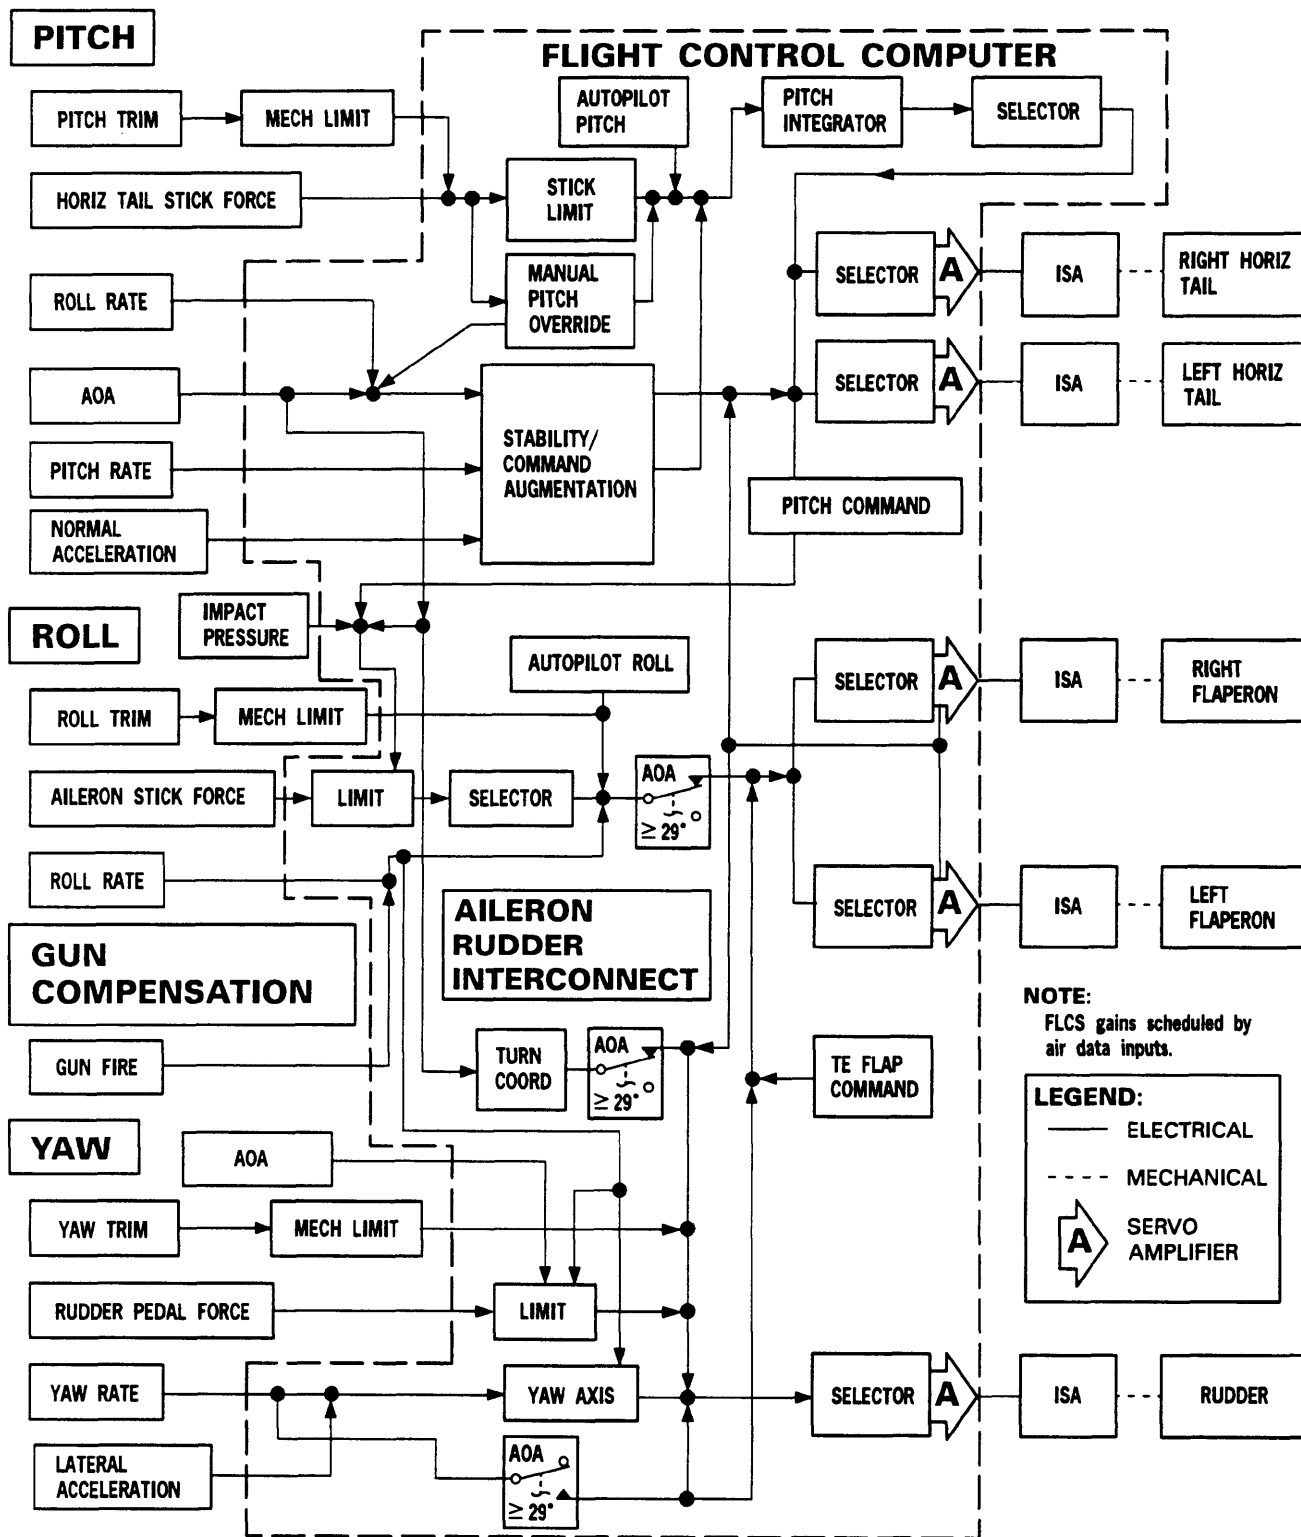 PITCH
FLIGHT CONTROL COMPUTER
PITCH TRIM
MECH LIMIT
AUTOPILOT
PITCH
PITCH
INTEGRATOR
SELECTOR
HORIZ TAIL STICK FORCE
STICK
LIMIT
ROLL RATE
MANUAL
PITCH
OVERRIDE
SELECTOR
A
ISA
RIGHT HORIZ
TAIL
AOA
SELECTOR
A
ISA
LEFT HORIZ
TAIL
PITCH RATE
STABILITY/
COMMAND
AUGMENTATION
NORMAL
ACCELERATION
PITCH COMMAND
ROLL
IMPACT
PRESSURE
AUTOPILOT ROLL
SELECTOR
A
ISA
RIGHT
FLAPERON
ROLL TRIM
MECH LIMIT
AILERON STICK FORCE
LIMIT
SELECTOR
AOA
≥ 29°
ROLL RATE
AILERON
RUDDER
INTERCONNECT
SELECTOR
A
ISA
LEFT
FLAPERON
GUN
COMPENSATION
NOTE:
FLCS gains scheduled by
air data inputs.
GUN FIRE
TURN
COORD
AOA
≥ 29°
TE FLAP
COMMAND
LEGEND:
ELECTRICAL
MECHANICAL
A
SERVO
AMPLIFIER
YAW
AOA
YAW TRIM
MECH LIMIT
RUDDER PEDAL FORCE
LIMIT
YAW RATE
YAW AXIS
SELECTOR
A
ISA
RUDDER
LATERAL
ACCELERATION
AOA
≥ 29°